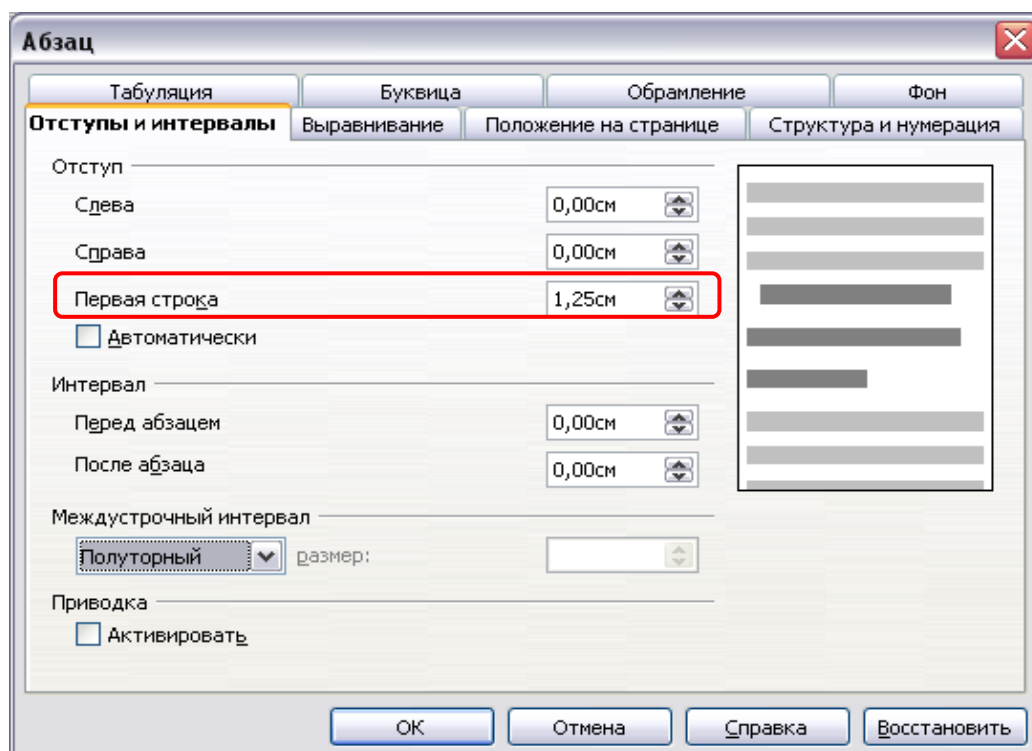 Абзац
Табуляция Буквица Обрамление Фон
Отступы и интервалы Выравнивание Положение на странице Структура и нумерация
Отступ
Слева 0,00см
Справа 0,00см
Первая строка 1,25см
Автоматически
Интервал
Перед абзацем 0,00см
После абзаца 0,00см
Междустрочный интервал
Полуторный размер:
Приводка
Активировать
ОК Отмена Справка Восстановить